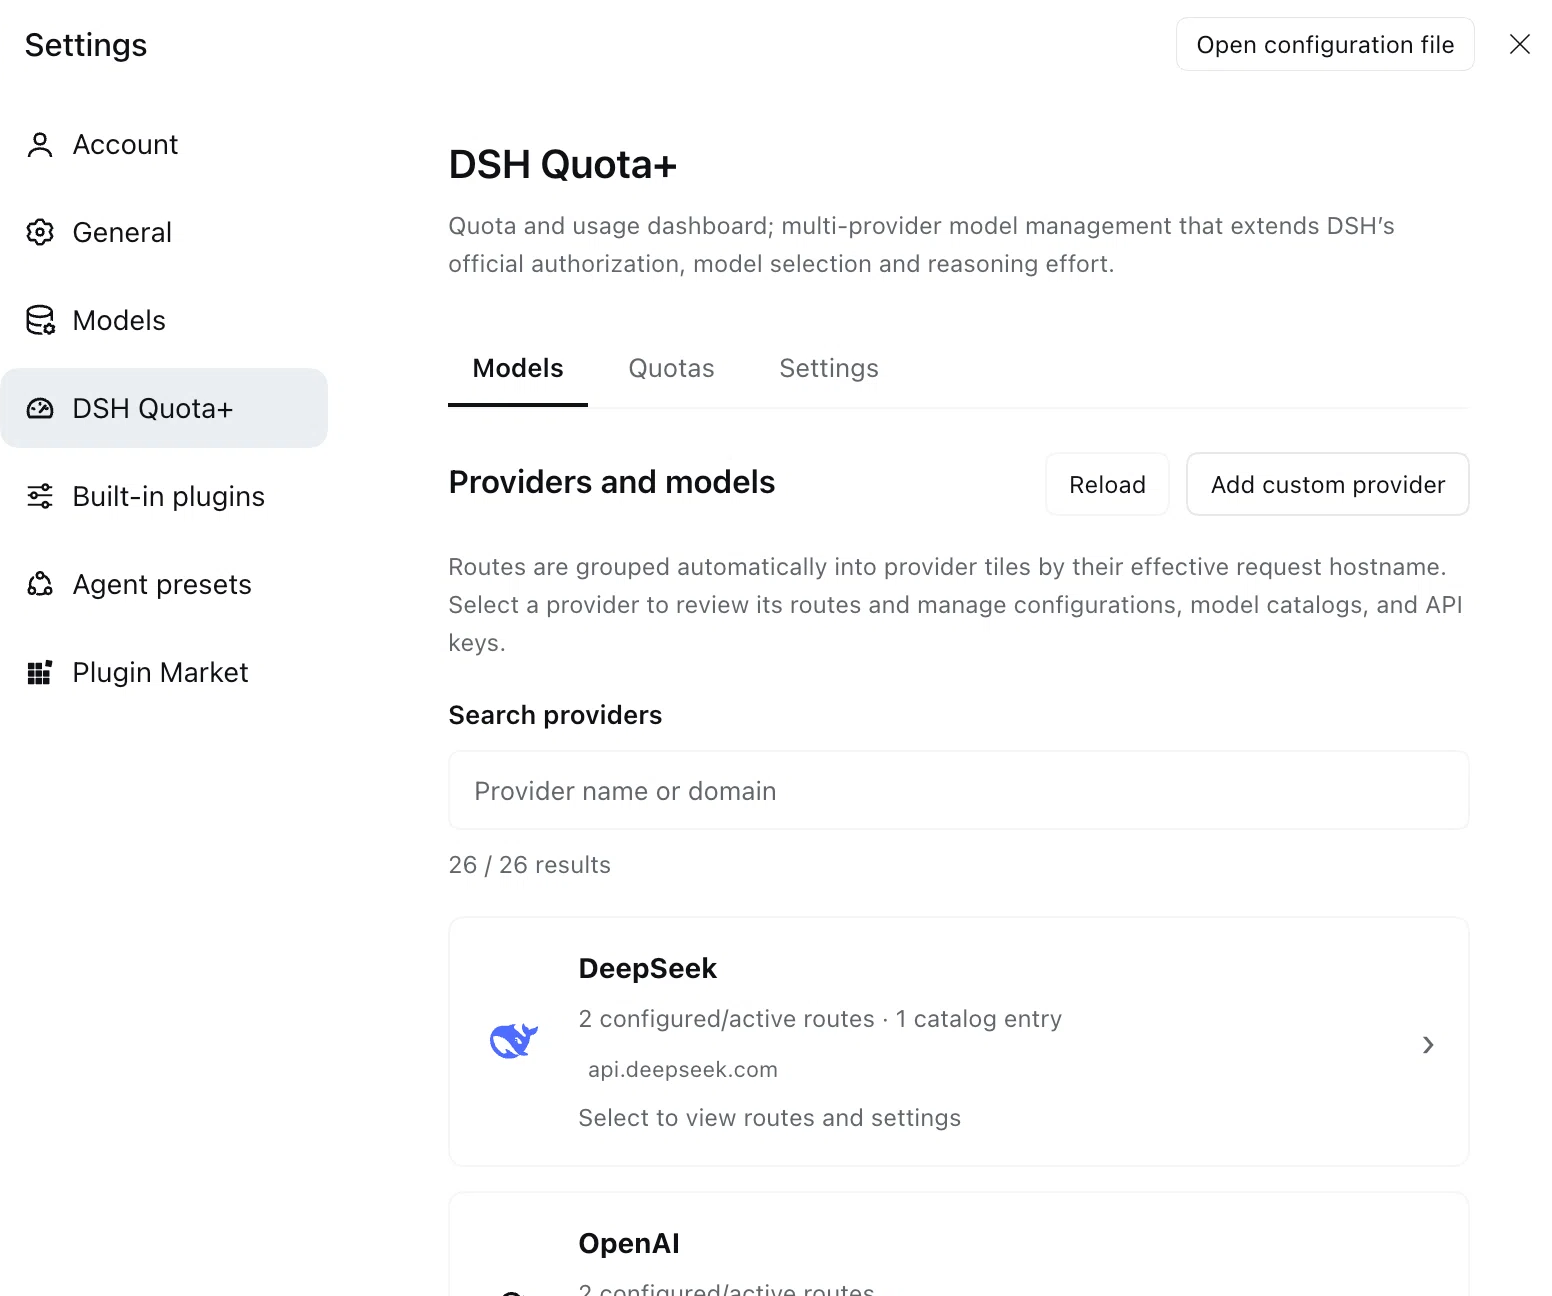 Settings
Open configuration file
Account
General
Models
DSH Quota+
Built-in plugins
Agent presets
Plugin Market
DSH Quota+
Quota and usage dashboard; multi-provider model management that extends DSH’s
official authorization, model selection and reasoning effort.
Models
Quotas
Settings
Providers and models
Reload
Add custom provider
Routes are grouped automatically into provider tiles by their effective request hostname.
Select a provider to review its routes and manage configurations, model catalogs, and API
keys.
Search providers
Provider name or domain
26 / 26 results
DeepSeek
2 configured/active routes · 1 catalog entry
api.deepseek.com
Select to view routes and settings
OpenAI
2 configured/active routes